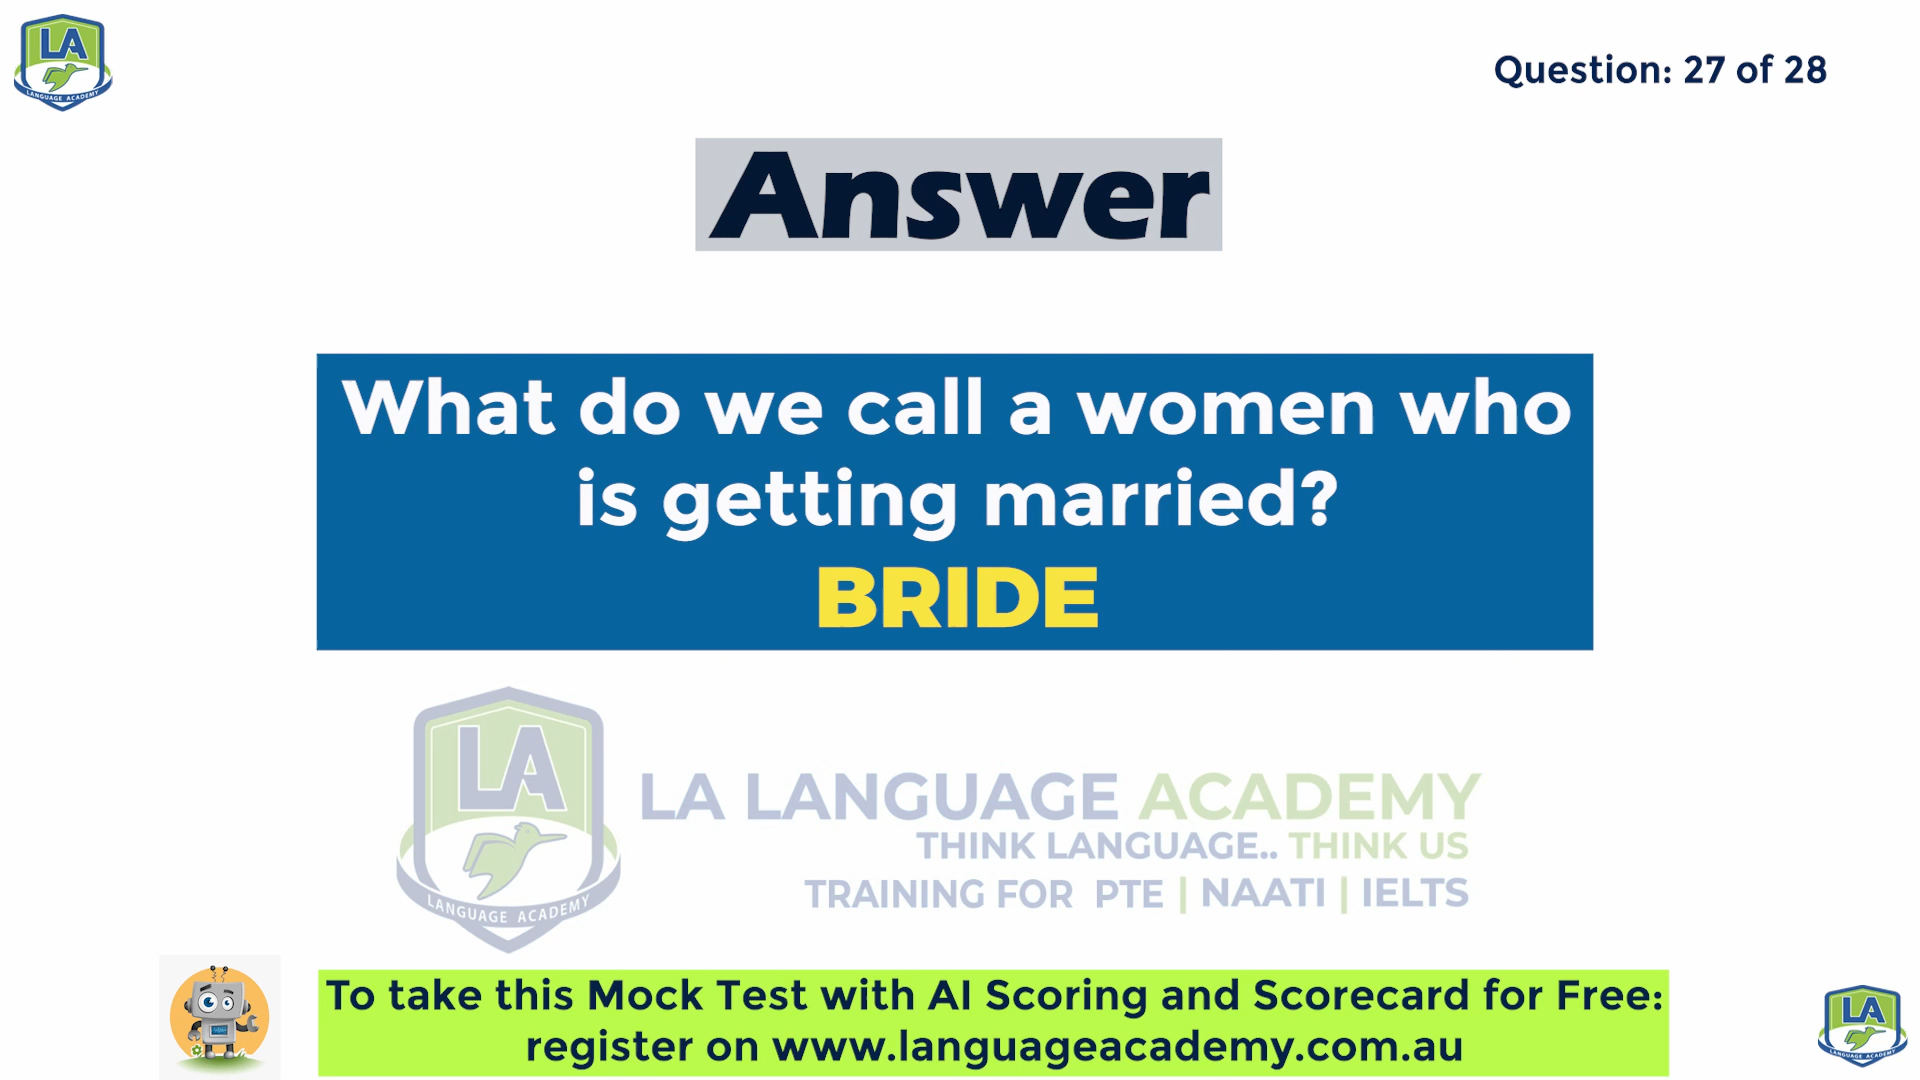 LA
LANGUAGE ACADEMY
Question: 27 of 28
Answer
What do we call a women who
is getting married?
BRIDE
LA
LANGUAGE ACADEMY
LA LANGUAGE ACADEMY
THINK LANGUAGE.. THINK US
TRAINING FOR PTE | NAATI | IELTS
To take this Mock Test with AI Scoring and Scorecard for Free:
register on www.languageacademy.com.au
LA
LANGUAGE ACADEMY